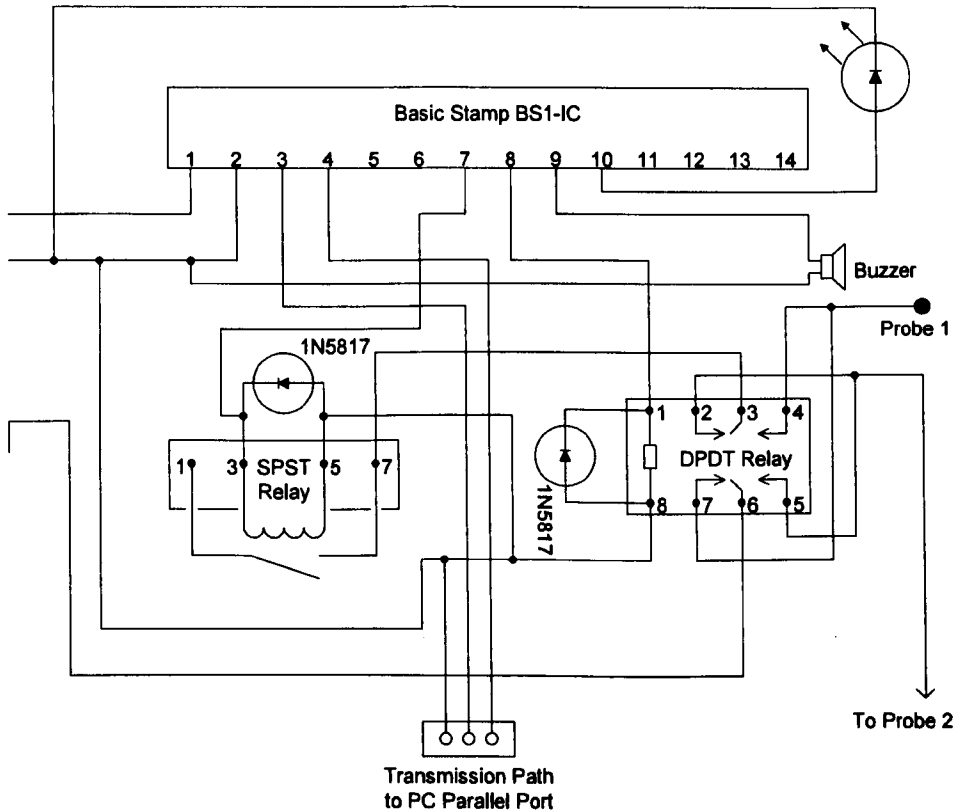 Basic Stamp BS1-IC
1 2 3 4 5 6 7 8 9 10 11 12 13 14
Buzzer
Probe 1
1N5817
1 3 SPST 5 7
Relay
1 2 3 4
DPDT Relay
8 7 6 5
1N5817
To Probe 2
Transmission Path
to PC Parallel Port